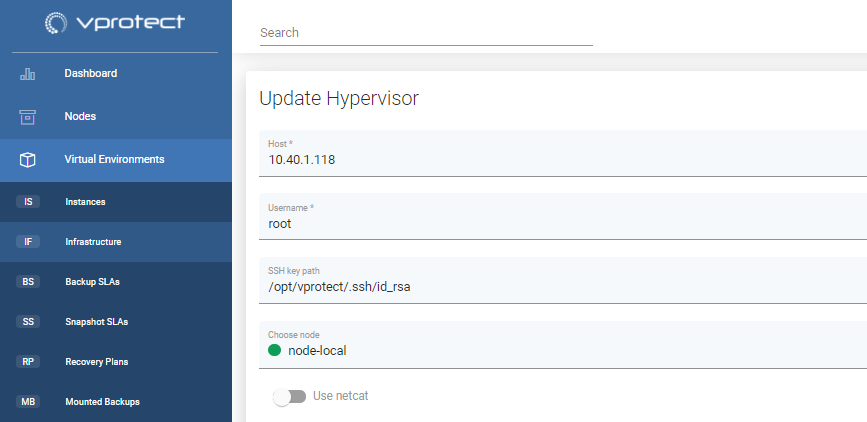 vprotect
Dashboard
Nodes
Virtual Environments
IS Instances
IF Infrastructure
BS Backup SLAs
SS Snapshot SLAs
RP Recovery Plans
MB Mounted Backups
Search
Update Hypervisor
Host *
10.40.1.118
Username *
root
SSH key path
/opt/vprotect/.ssh/id_rsa
Choose node
node-local
Use netcat